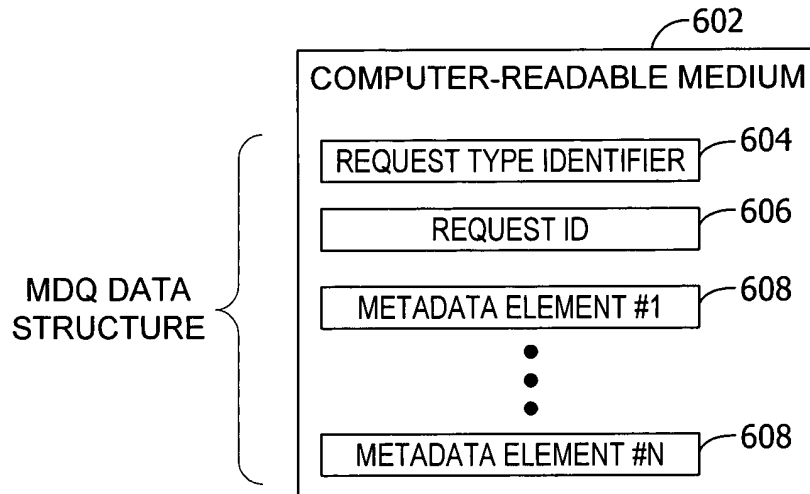 602
COMPUTER-READABLE MEDIUM
REQUEST TYPE IDENTIFIER
604
REQUEST ID
606
MDQ DATA
STRUCTURE
METADATA ELEMENT #1
608
METADATA ELEMENT #N
608